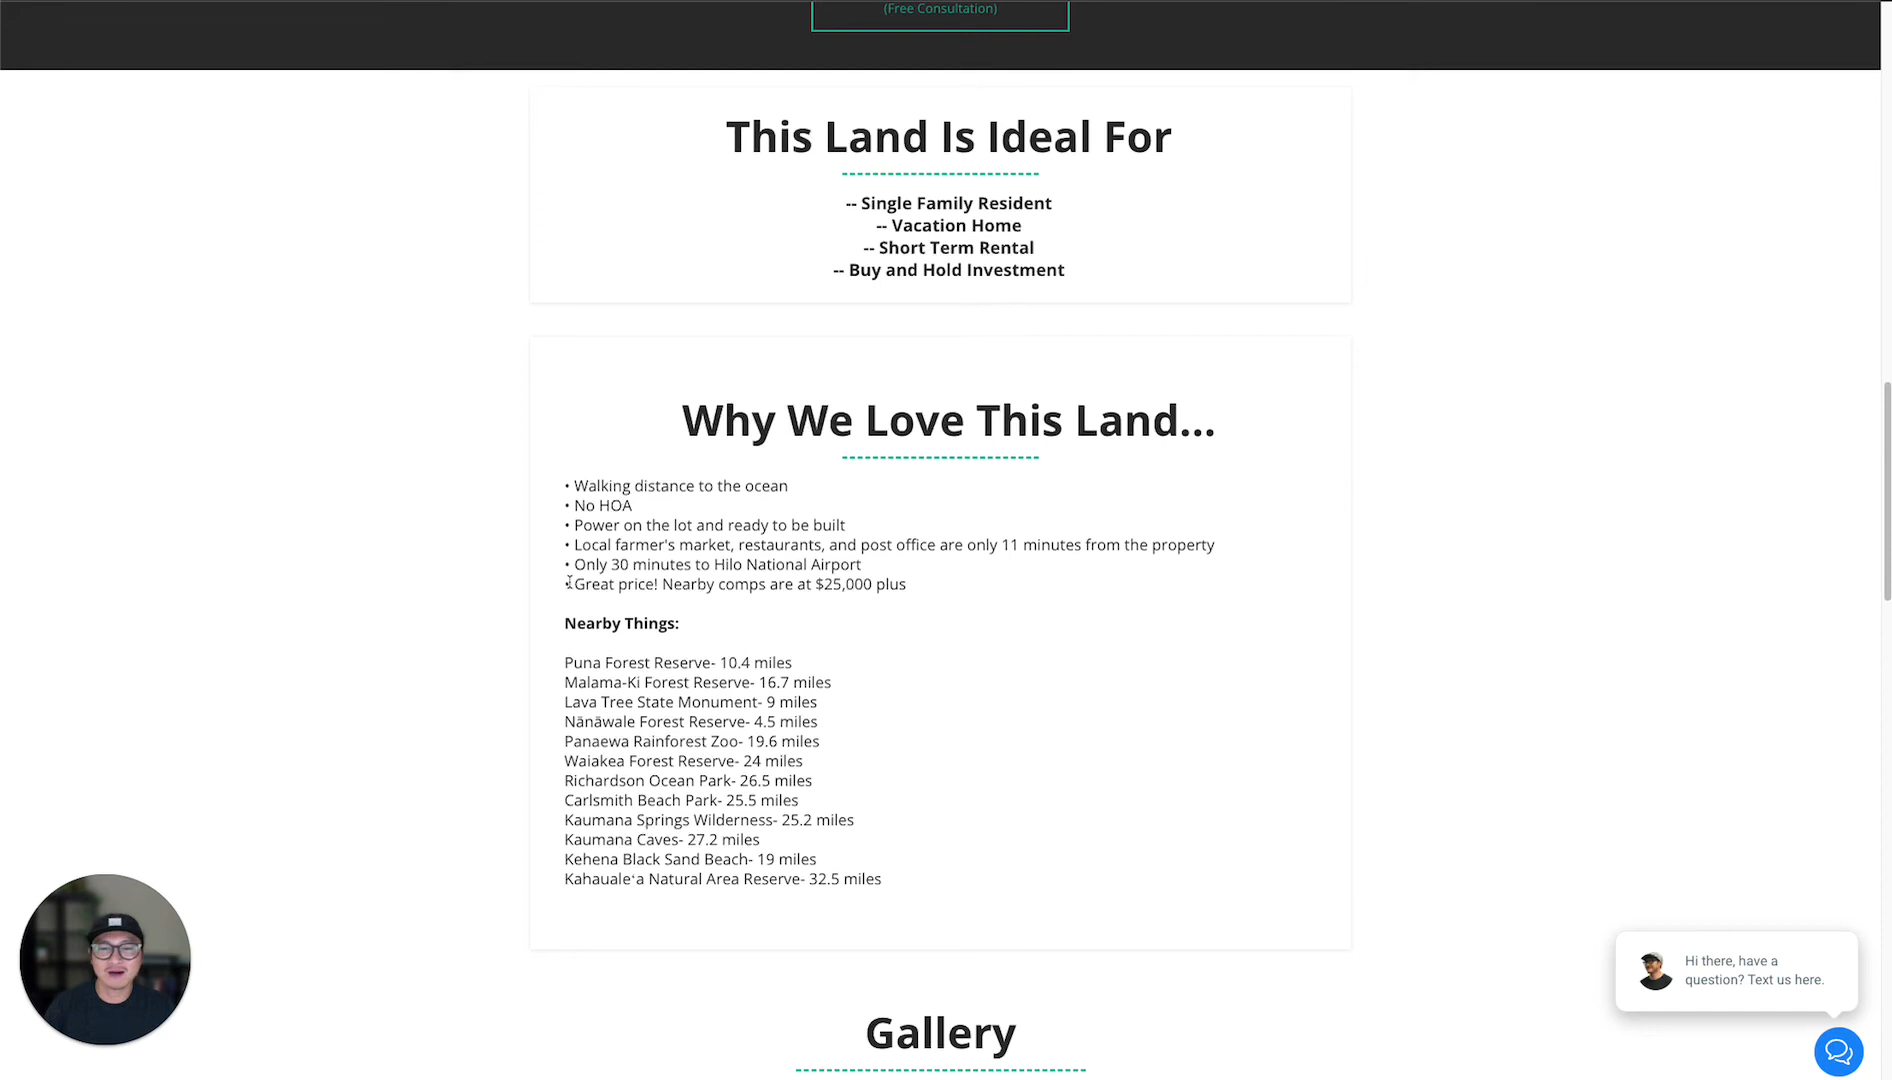 (Free Consultation)
This Land Is Ideal For
-- Single Family Resident
-- Vacation Home
-- Short Term Rental
-- Buy and Hold Investment
Why We Love This Land...
• Walking distance to the ocean
• No HOA
• Power on the lot and ready to be built
• Local farmer's market, restaurants, and post office are only 11 minutes from the property
• Only 30 minutes to Hilo National Airport
• Great price! Nearby comps are at $25,000 plus
Nearby Things:
Puna Forest Reserve- 10.4 miles
Malama-Ki Forest Reserve- 16.7 miles
Lava Tree State Monument- 9 miles
Nānāwale Forest Reserve- 4.5 miles
Panaewa Rainforest Zoo- 19.6 miles
Waiakea Forest Reserve- 24 miles
Richardson Ocean Park- 26.5 miles
Carlsmith Beach Park- 25.5 miles
Kaumana Springs Wilderness- 25.2 miles
Kaumana Caves- 27.2 miles
Kehena Black Sand Beach- 19 miles
Kahaualeʻa Natural Area Reserve- 32.5 miles
Gallery
Hi there, have a
question? Text us here.